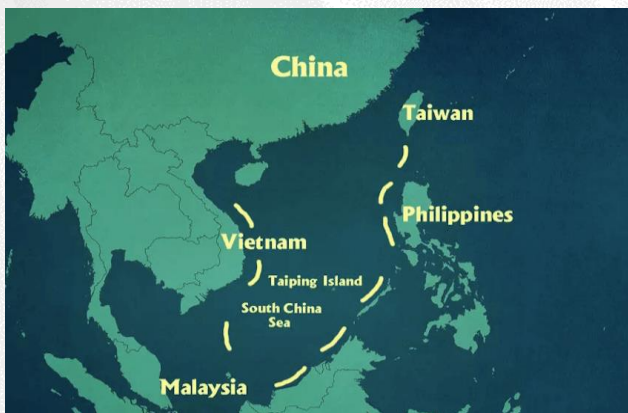 China
Taiwan
Philippines
Vietnam
Taiping Island
South China
Sea
Malaysia